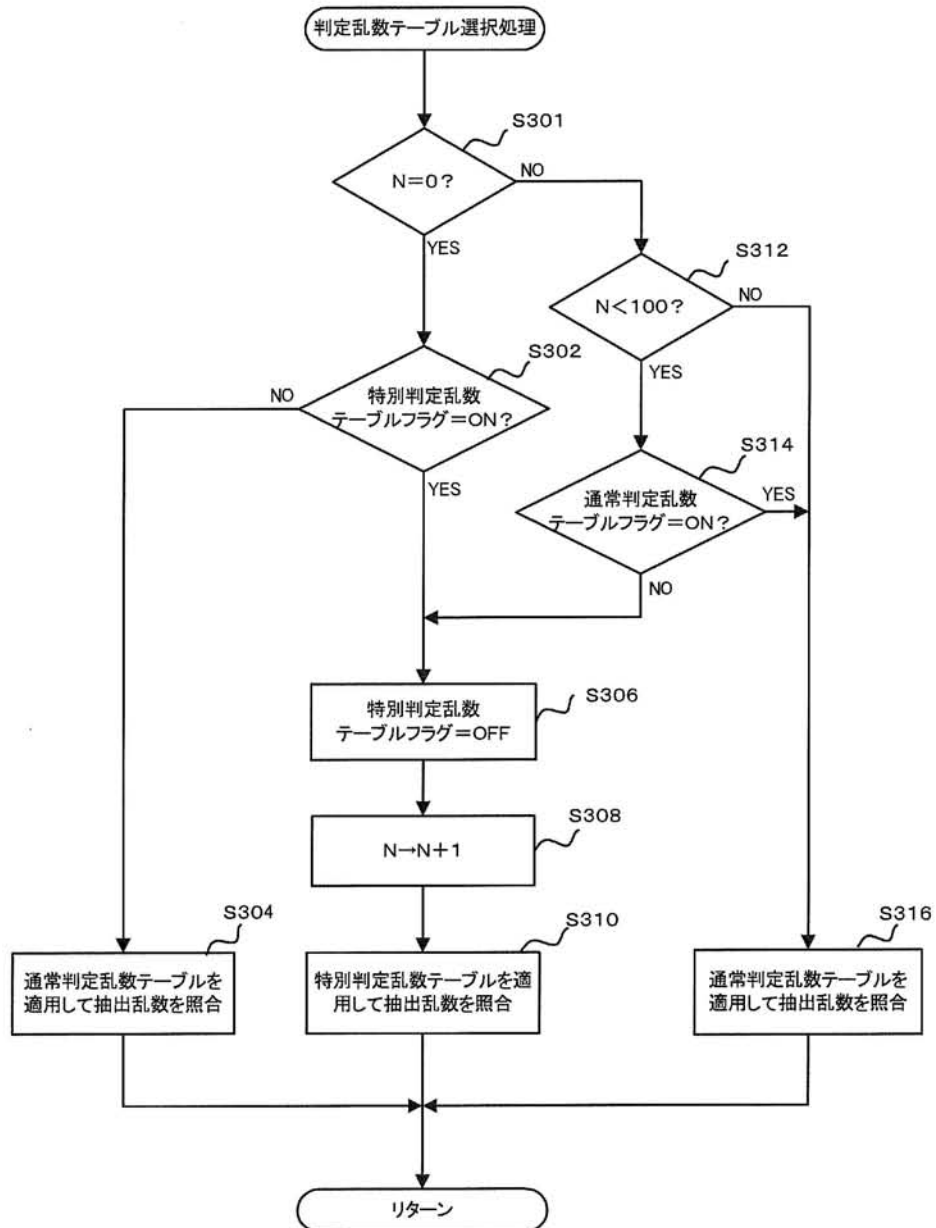 判定乱数テーブル選択処理
S301
N=0?
NO
YES
S312
N<100?
NO
YES
S302
特別判定乱数
テーブルフラグ=ON?
NO
YES
S314
通常判定乱数
テーブルフラグ=ON?
YES
NO
S306
特別判定乱数
テーブルフラグ=OFF
S308
N→N+1
S304
通常判定乱数テーブルを
適用して抽出乱数を照合
S310
特別判定乱数テーブルを適
用して抽出乱数を照合
S316
通常判定乱数テーブルを
適用して抽出乱数を照合
リターン